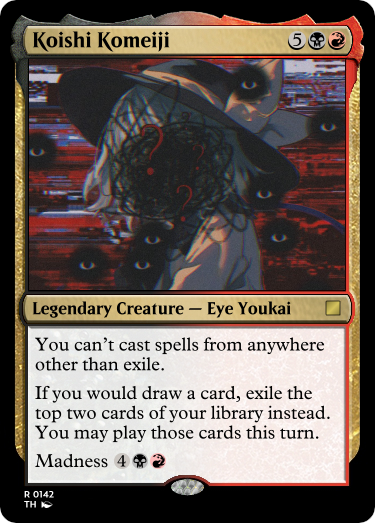 Koishi Komeiji 5
Legendary Creature — Eye Youkai
You can't cast spells from anywhere
other than exile.
If you would draw a card, exile the
top two cards of your library instead.
You may play those cards this turn.
Madness 4
R 0142
TH